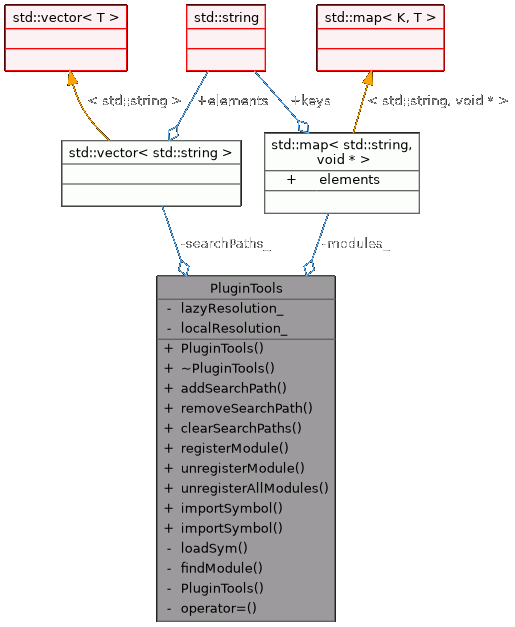 std::vector< T >
std::string
std::map< K, T >
< std::string >
+elements
+keys
< std::string, void * >
std::vector< std::string >
std::map< std::string,
void * >
+ elements
-searchPaths_
-modules_
PluginTools
- lazyResolution_
- localResolution_
+ PluginTools()
+ ~PluginTools()
+ addSearchPath()
+ removeSearchPath()
+ clearSearchPaths()
+ registerModule()
+ unregisterModule()
+ unregisterAllModules()
+ importSymbol()
+ importSymbol()
- loadSym()
- findModule()
- PluginTools()
- operator=()